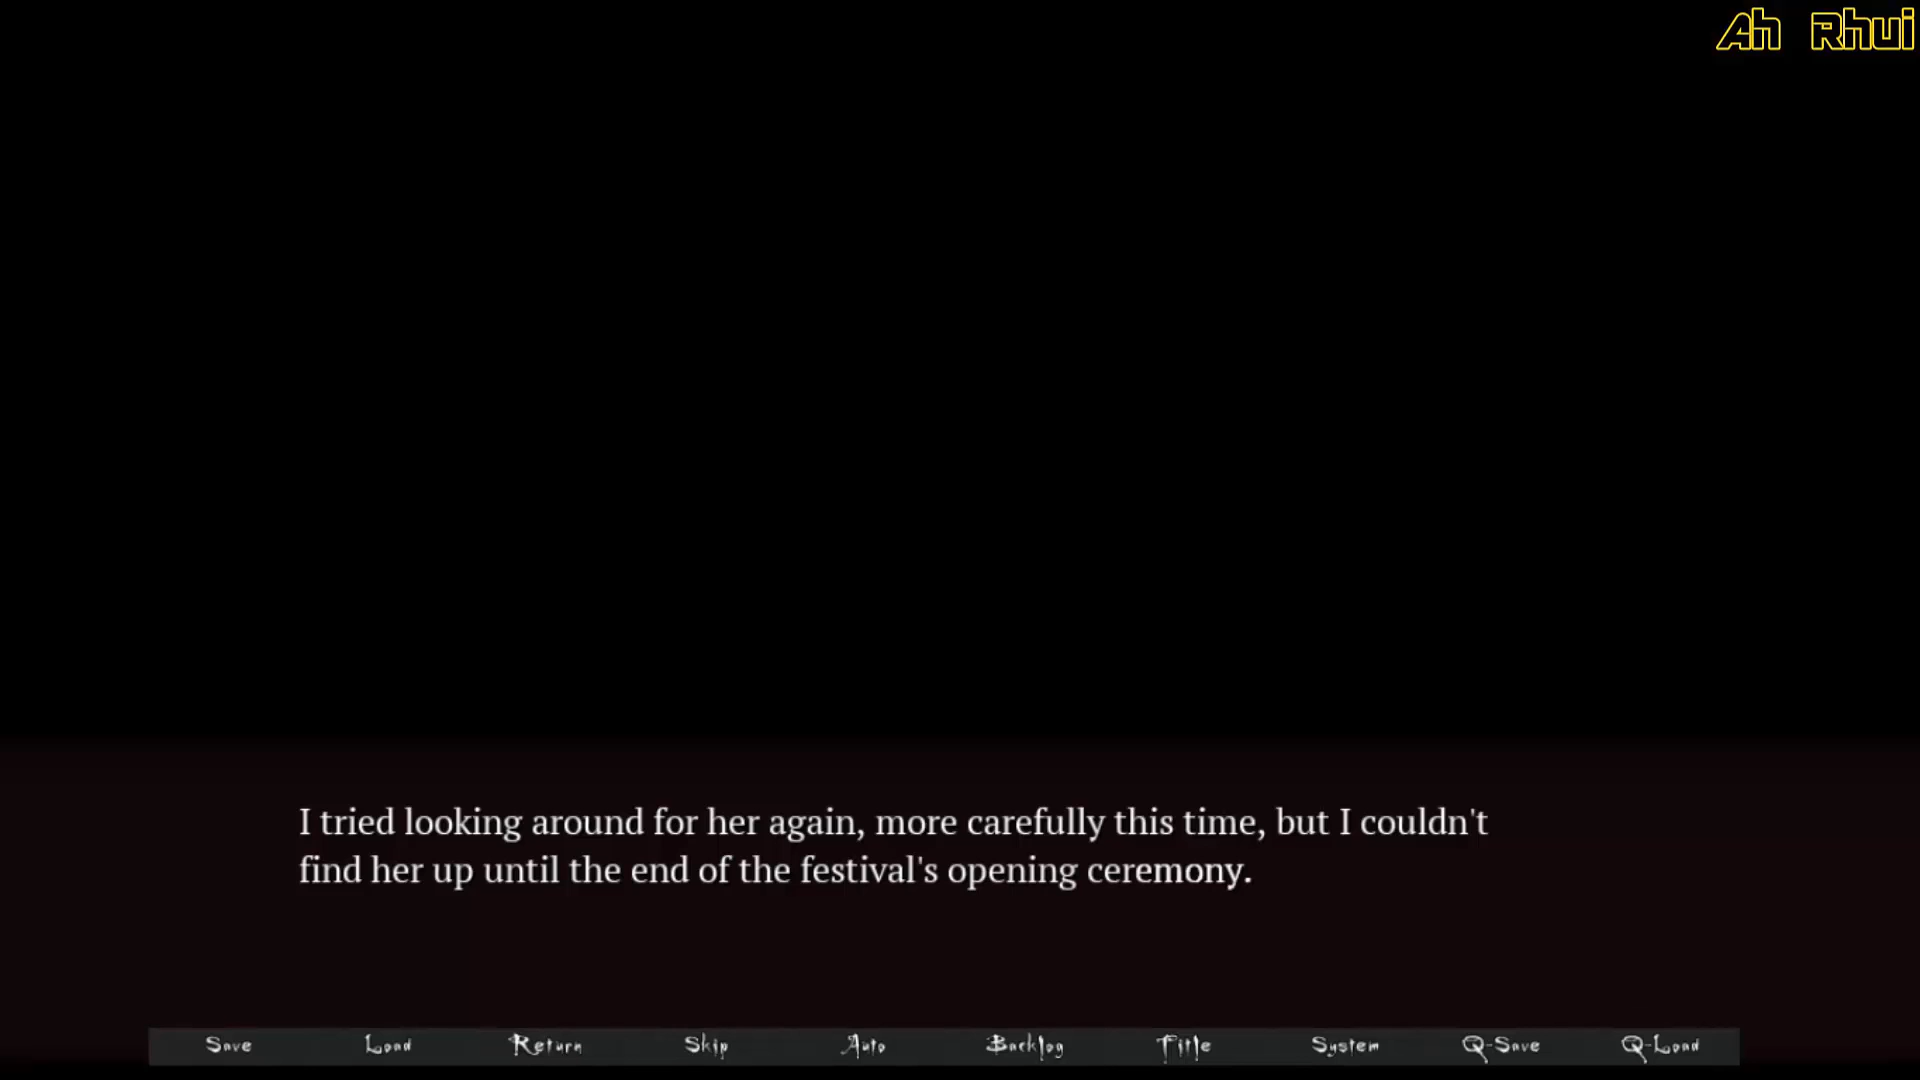 Ah Rhui
I tried looking around for her again, more carefully this time, but I couldn't
find her up until the end of the festival's opening ceremony.
Save Load Return Skip Auto Backlog Title System Q-Save Q-Load